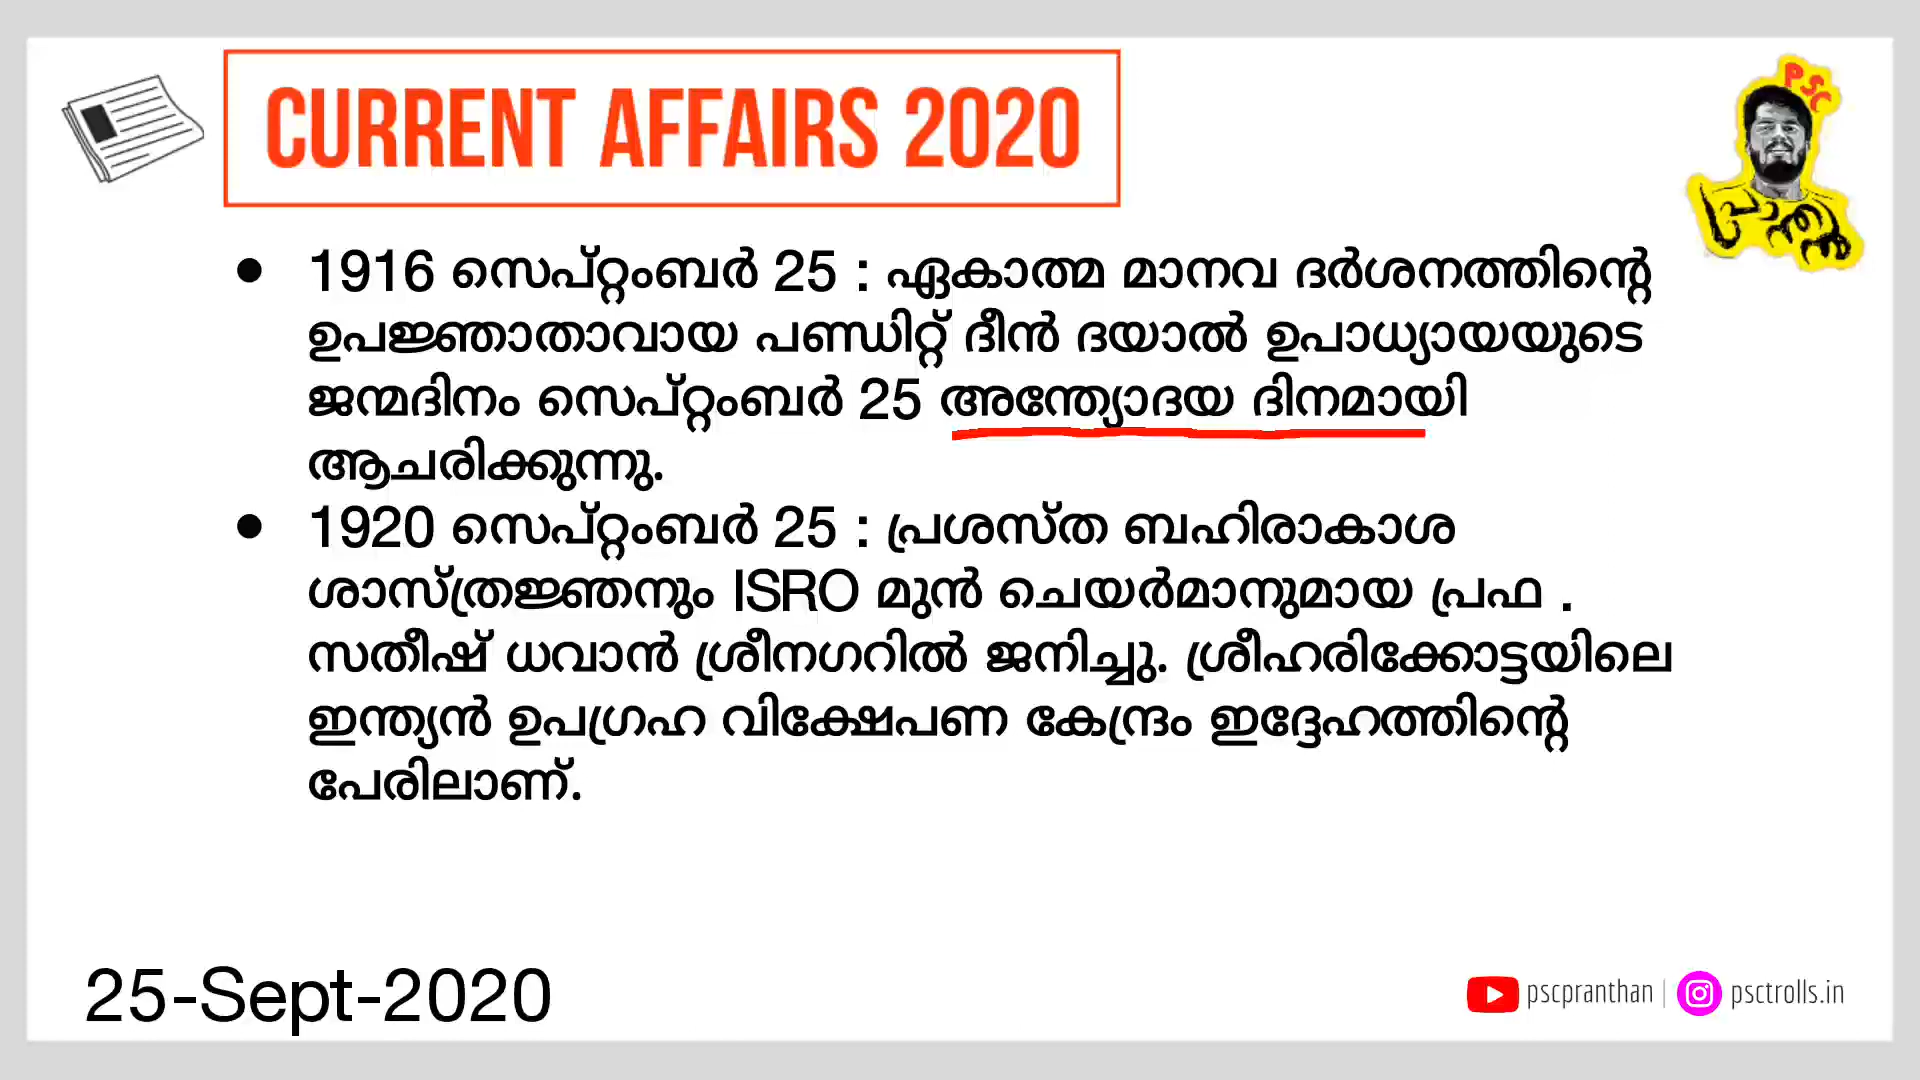 CURRENT AFFAIRS 2020
PSC
പ്രാന്തൻ
● 1916 സെപ്റ്റംബർ 25 : ഏകാത്മ മാനവ ദർശനത്തിന്റെ
ഉപജ്ഞാതാവായ പണ്ഡിറ്റ് ദീൻ ദയാൽ ഉപാധ്യായയുടെ
ജന്മദിനം സെപ്റ്റംബർ 25 അന്ത്യോദയ ദിനമായി
ആചരിക്കുന്നു.
● 1920 സെപ്റ്റംബർ 25 : പ്രശസ്ത ബഹിരാകാശ
ശാസ്ത്രജ്ഞനും ISRO മുൻ ചെയർമാനുമായ പ്രഫ .
സതീഷ് ധവാൻ ശ്രീനഗറിൽ ജനിച്ചു. ശ്രീഹരിക്കോട്ടയിലെ
ഇന്ത്യൻ ഉപഗ്രഹ വിക്ഷേപണ കേന്ദ്രം ഇദ്ദേഹത്തിന്റെ
പേരിലാണ്.
25-Sept-2020
pscpranthan | psctrolls.in